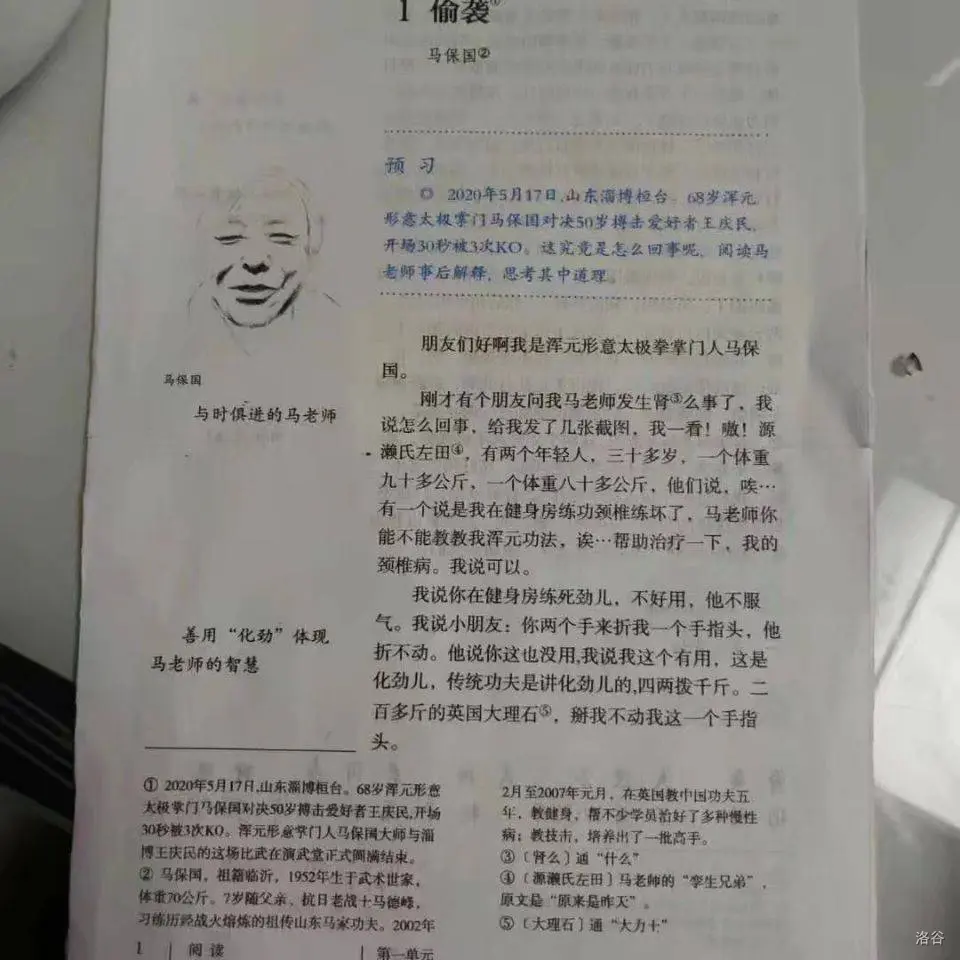 1 偷袭①
马保国②
预习
◎ 2020年5月17日,山东淄博桓台。68岁浑元
形意太极掌门马保国对决50岁搏击爱好者王庆民,
开场30秒被3次KO。这究竟是怎么回事呢,阅读马
老师事后解释,思考其中道理。
马保国
与时俱进的马老师
朋友们好啊我是浑元形意太极拳掌门人马保
国。
刚才有个朋友问我马老师发生肾③么事了,我
说怎么回事,给我发了几张截图,我一看!嗷!源
濑氏左田④,有两个年轻人,三十多岁,一个体重
九十多公斤,一个体重八十多公斤,他们说,唉…
有一个说是我在健身房练功颈椎练坏了,马老师你
能不能教教我浑元功法,诶…帮助治疗一下,我的
颈椎病。我说可以。
我说你在健身房练死劲儿,不好用,他不服
气。我说小朋友:你两个手来折我一个手指头,他
折不动。他说你这也没用,我说我这个有用,这是
化劲儿,传统功夫是讲化劲儿的,四两拨千斤。二
百多斤的英国大理石⑤,掰我不动我这一个手指
头。
善用“化劲”体现
马老师的智慧
① 2020年5月17日,山东淄博桓台。68岁浑元形意
太极掌门马保国对决50岁搏击爱好者王庆民,开场
30秒被3次KO。浑元形意掌门人马保国大师与淄
博王庆民的这场比武在演武堂正式圆满结束。
② 马保国,祖籍临沂,1952年生于武术世家,
体重70公斤。7岁随父亲、抗日老战士马德峰,
习练历经战火熔炼的祖传山东马家功夫。2002年
2月至2007年元月,在英国教中国功夫五
年,教健身,帮不少学员治好了多种慢性
病;教技击,培养出了一批高手。
③〔肾么〕通“什么”
④〔源濑氏左田〕马老师的“孪生兄弟”,
原文是“原来是昨天”。
⑤〔大理石〕通“大力士”
1 | 阅读 | 第一单元
洛谷